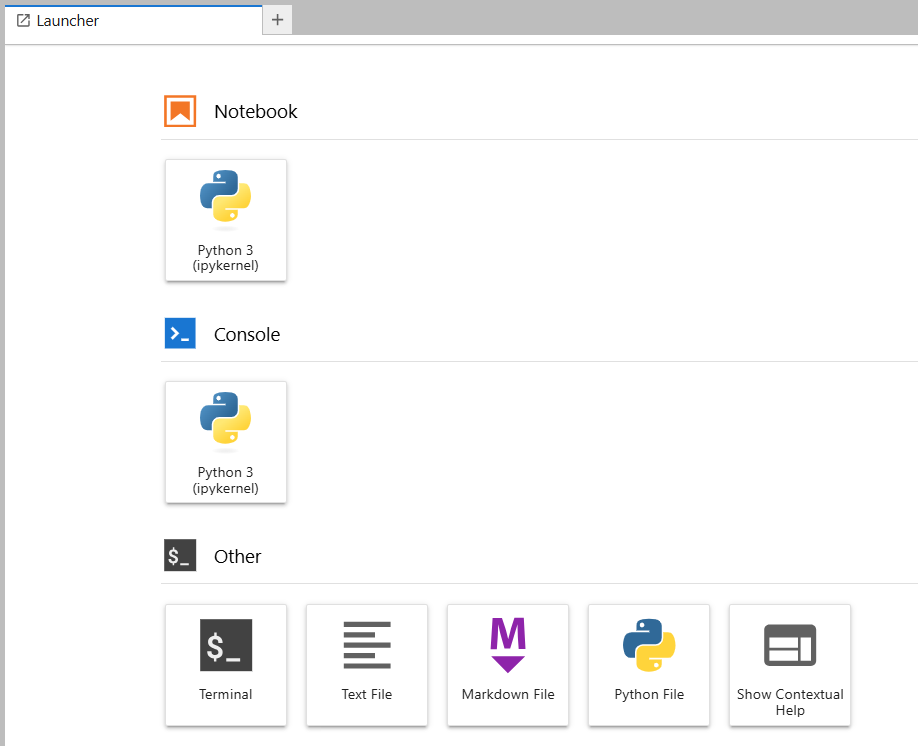 Launcher
Notebook
Python 3
(ipykernel)
Console
Python 3
(ipykernel)
$_ Other
$_
Terminal
Text File
M
Markdown File
Python File
Show Contextual
Help